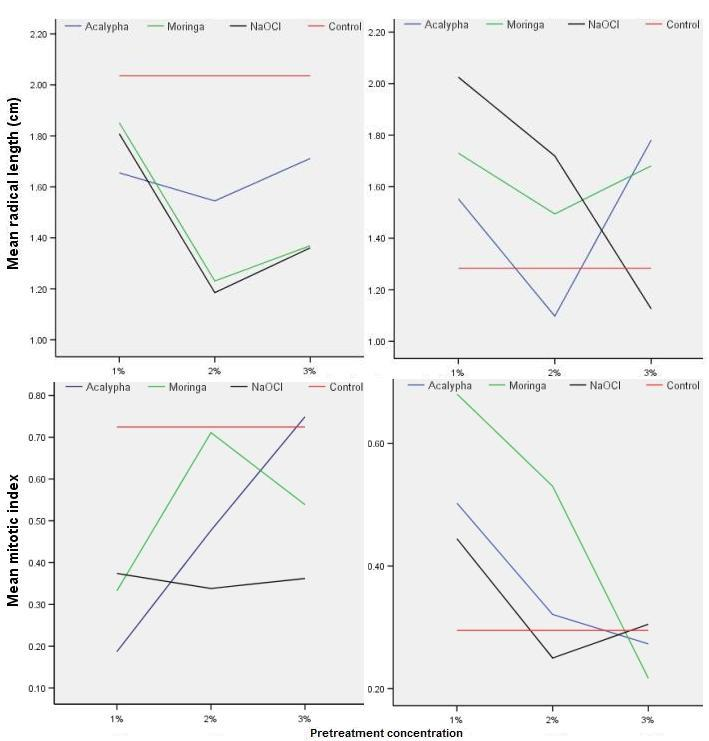 Acalypha Moringa NaOCl Control
2.20
2.00
1.80
1.60
1.40
1.20
1.00
1% 2% 3%
Mean radical length (cm)
Acalypha Moringa NaOCl Control
2.20
2.00
1.80
1.60
1.40
1.20
1.00
1% 2% 3%
Acalypha Moringa NaOCl Control
0.80
0.70
0.60
0.50
0.40
0.30
0.20
0.10
1% 2% 3%
Mean mitotic index
Acalypha Moringa NaOCl Control
0.60
0.40
0.20
1% 2% 3%
Pretreatment concentration